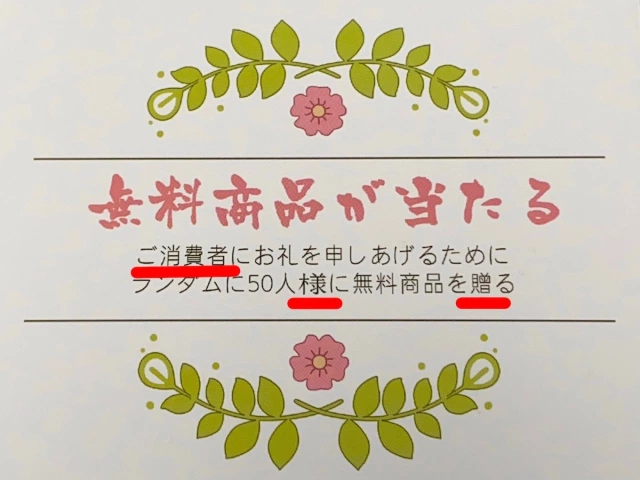 無料商品が当たる
ご消費者にお礼を申しあげるために
ランダムに50人様に無料商品を贈る